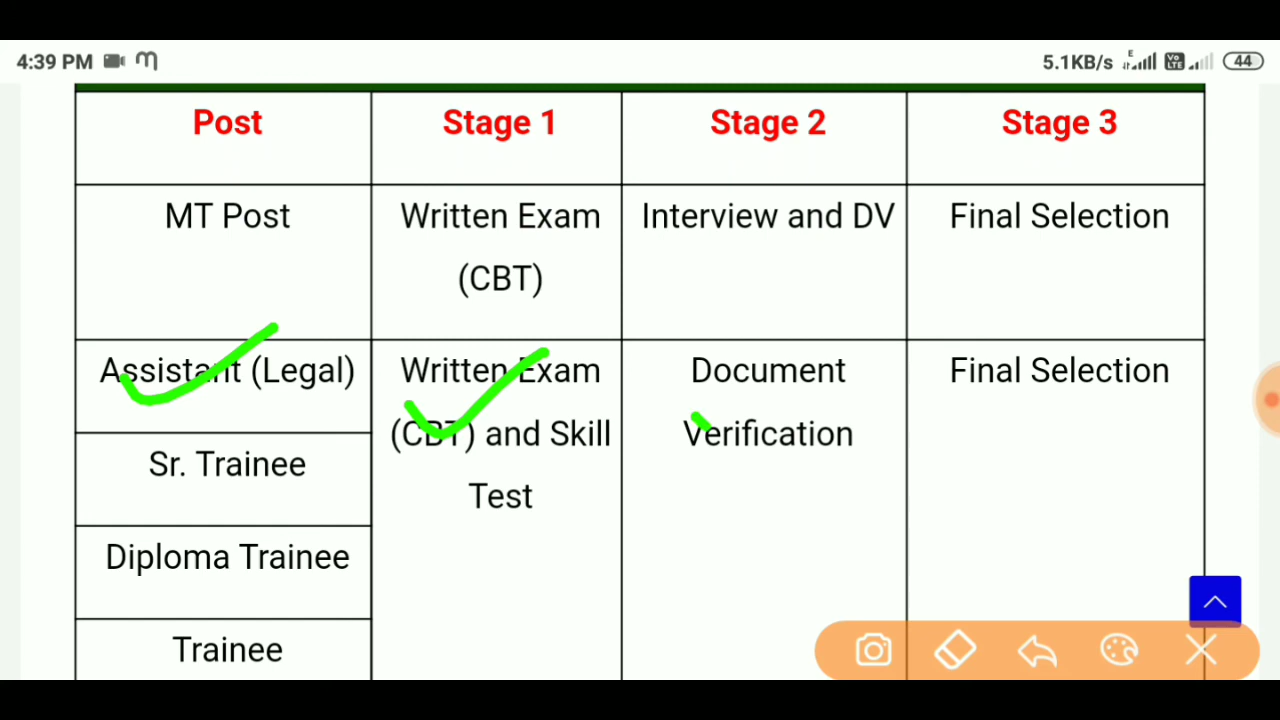 4:39 PM
5.1KB/s
E
Vo
LTE
44
Post
Stage 1
Stage 2
Stage 3
MT Post
Written Exam
(CBT)
Interview and DV
Final Selection
Assistant (Legal)
Written Exam
(CBT) and Skill
Test
Document
Verification
Final Selection
Sr. Trainee
Diploma Trainee
Trainee